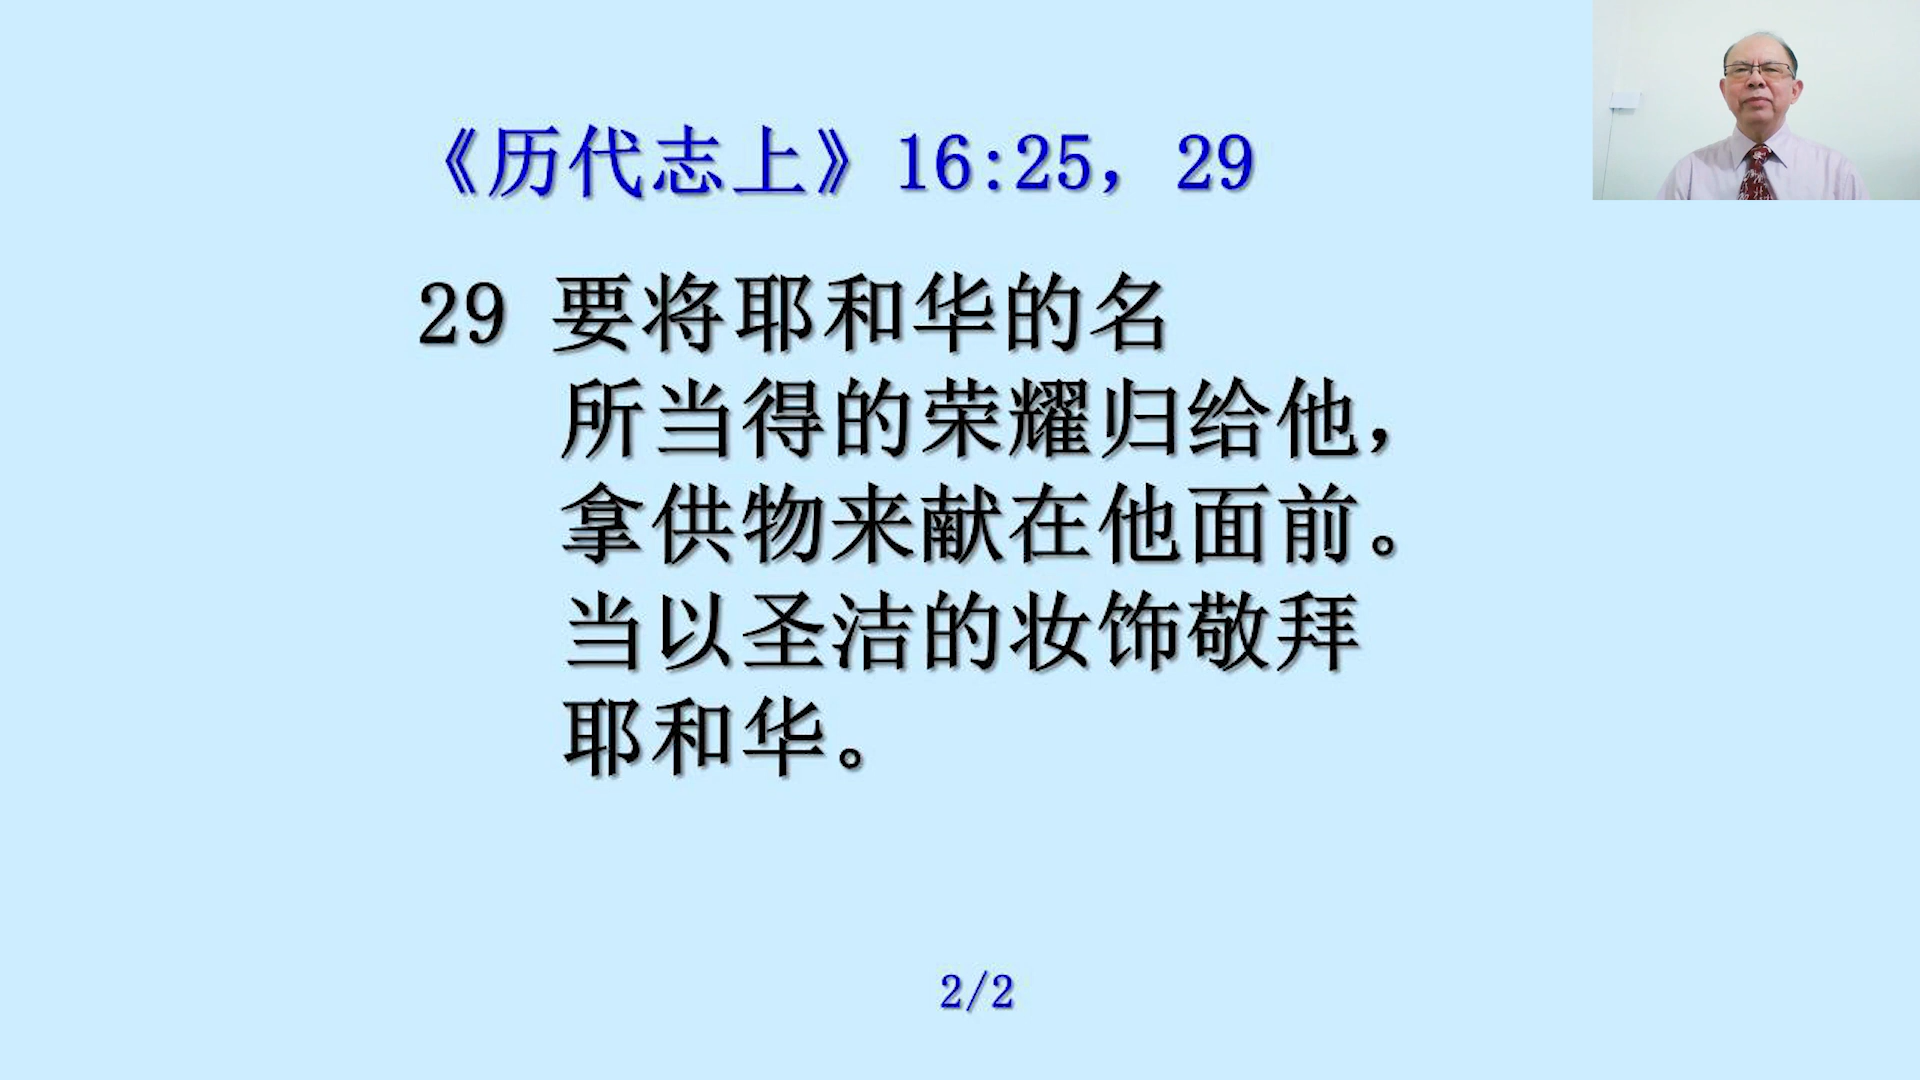 《历代志上》16:25，29
29 要将耶和华的名
所当得的荣耀归给他，
拿供物来献在他面前。
当以圣洁的妆饰敬拜
耶和华。
2/2